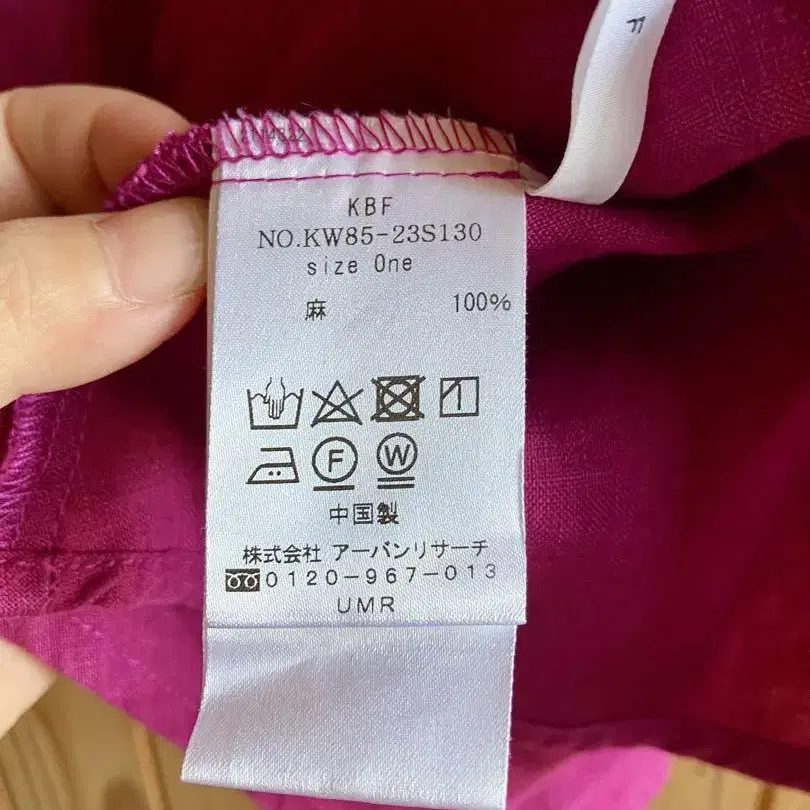 KBF
NO.KW85-23S130
size One
麻 100%
F W
中国製
株式会社 アーバンリサーチ
0120-967-013
UMR